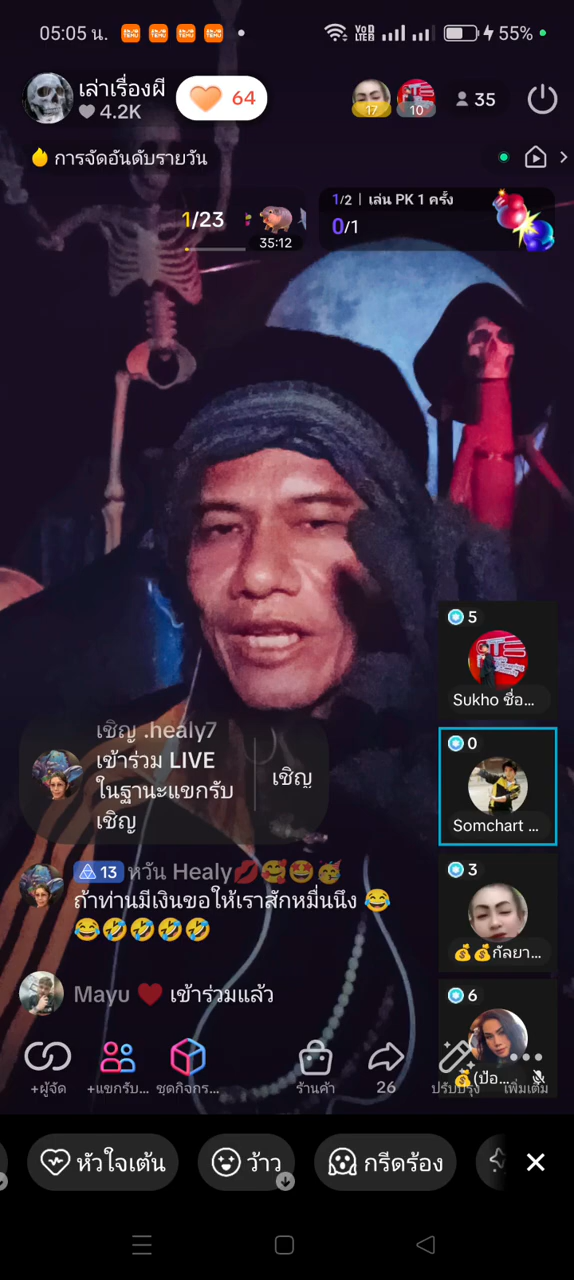 05:05 น.
VoD
LTE2
55%
เล่าเรื่องผี
4.2K
64
17
10
35
การจัดอันดับรายวัน
1/23
35:12
1/2 | เล่น PK 1 ครั้ง
0/1
5
Sukho ชื่อ...
0
Somchart ...
3
กัลยา...
6
(ป้อ...
เชิญ .healy7
เข้าร่วม LIVE
ในฐานะแขกรับ
เชิญ
เชิญ
13 หวัน Healy💋🥰🤩🥳
ถ้าท่านมีเงินขอให้เราสักหมื่นนึง 😂
😂🤣🤣🤣🤣
Mayu ❤️ เข้าร่วมแล้ว
+ผู้จัด
+แขกรับ...
ชุดกิจกร...
ร้านค้า
26
ปรับปรุง
เพิ่มเติม
หัวใจเต้น
ว้าว
กรีดร้อง